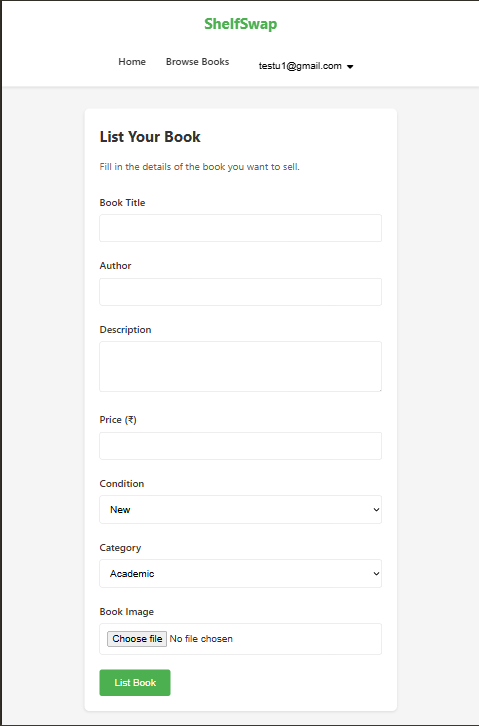 ShelfSwap
Home Browse Books testu1@gmail.com
List Your Book
Fill in the details of the book you want to sell.
Book Title
Author
Description
Price (₹)
Condition
New
Category
Academic
Book Image
Choose file No file chosen
List Book